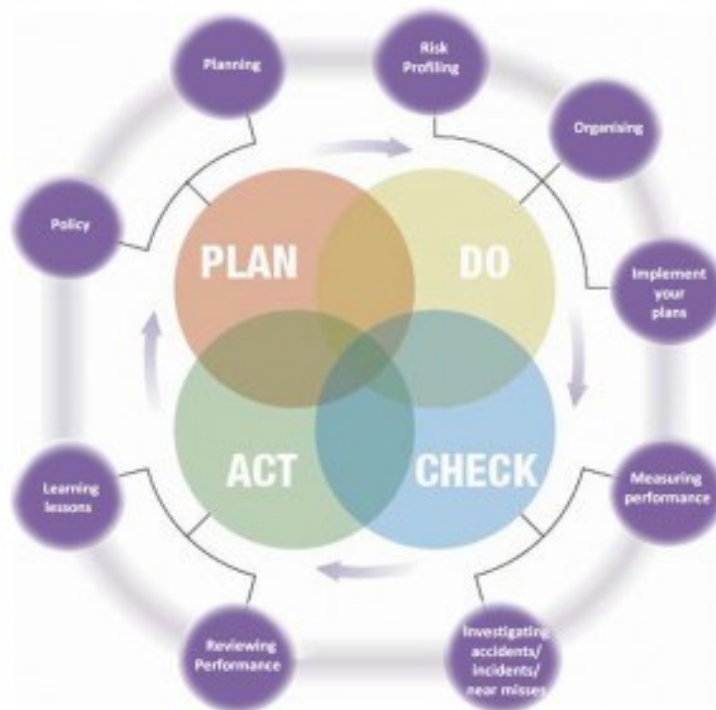 Planning
Risk
Profiling
Organising
Policy
PLAN
DO
Implement
your
plans
ACT
CHECK
Learning
lessons
Measuring
performance
Reviewing
Performance
Investigating
accidents/
incidents/
near misses